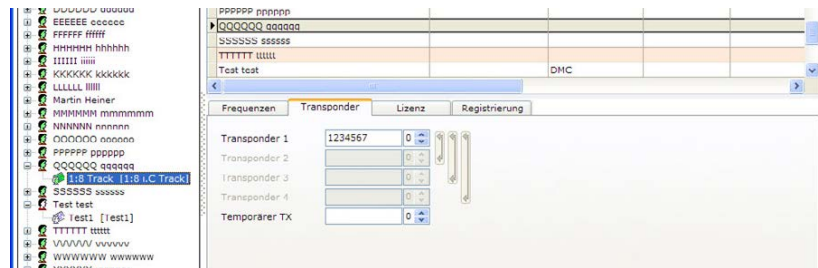 EEEEEE eeeeee
FFFFFF ffffff
HHHHHH hhhhhh
IIIIII iiiiii
KKKKKK kkkkkk
LLLLLL llllll
Martin Heiner
MMMMMM mmmmmm
NNNNNN nnnnnn
OOOOOO oooooo
PPPPPP pppppp
QQQQQQ qqqqqq
1:8 Track [1:8 I.C Track]
SSSSSS ssssss
Test test
Test1 [Test1]
TTTTTT tttttt
VVVVVV vvvvvv
WWWWWW wwwwww
PPPPPP pppppp
QQQQQQ qqqqqq
SSSSSS ssssss
TTTTTT tttttt
Test test DMC
Frequenzen Transponder Lizenz Registrierung
Transponder 1 1234567 0
Transponder 2 0
Transponder 3 0
Transponder 4 0
Temporärer TX 0